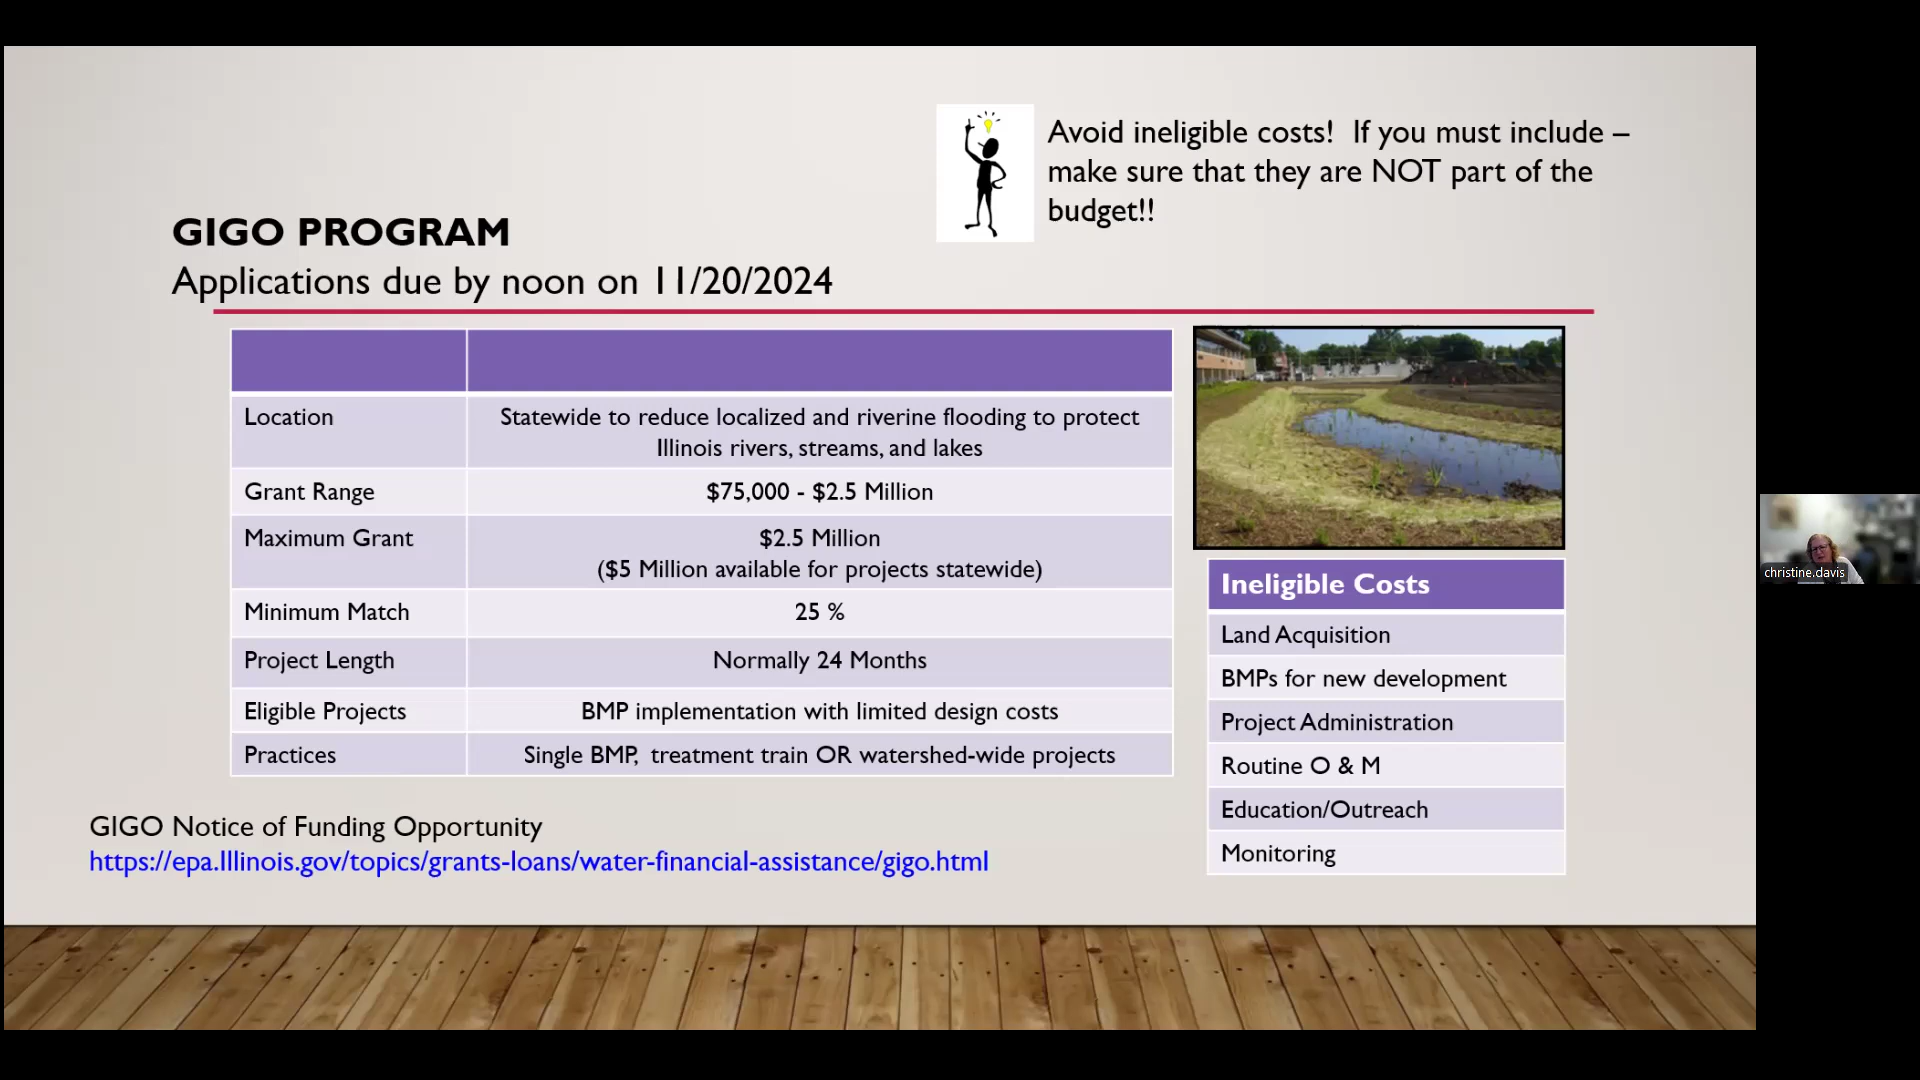 Avoid ineligible costs! If you must include –
make sure that they are NOT part of the
budget!!
GIGO PROGRAM
Applications due by noon on 11/20/2024
Location
Statewide to reduce localized and riverine flooding to protect
Illinois rivers, streams, and lakes
Grant Range
$75,000 - $2.5 Million
Maximum Grant
$2.5 Million
($5 Million available for projects statewide)
Minimum Match
25 %
Project Length
Normally 24 Months
Eligible Projects
BMP implementation with limited design costs
Practices
Single BMP, treatment train OR watershed-wide projects
Ineligible Costs
Land Acquisition
BMPs for new development
Project Administration
Routine O & M
Education/Outreach
Monitoring
GIGO Notice of Funding Opportunity
https://epa.Illinois.gov/topics/grants-loans/water-financial-assistance/gigo.html
christine.davis